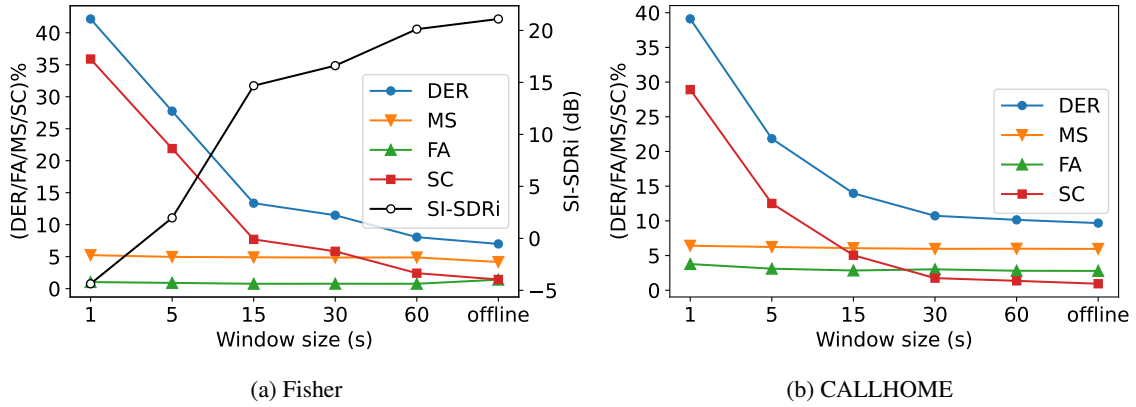 (DER/FA/MS/SC)%
40
35
30
25
20
15
10
5
0
DER
MS
FA
SC
SI-SDRi
20
15
10
5
0
−5
SI-SDRi (dB)
1 5 15 30 60 offline
Window size (s)
(a) Fisher
(DER/FA/MS/SC)%
40
35
30
25
20
15
10
5
0
DER
MS
FA
SC
1 5 15 30 60 offline
Window size (s)
(b) CALLHOME